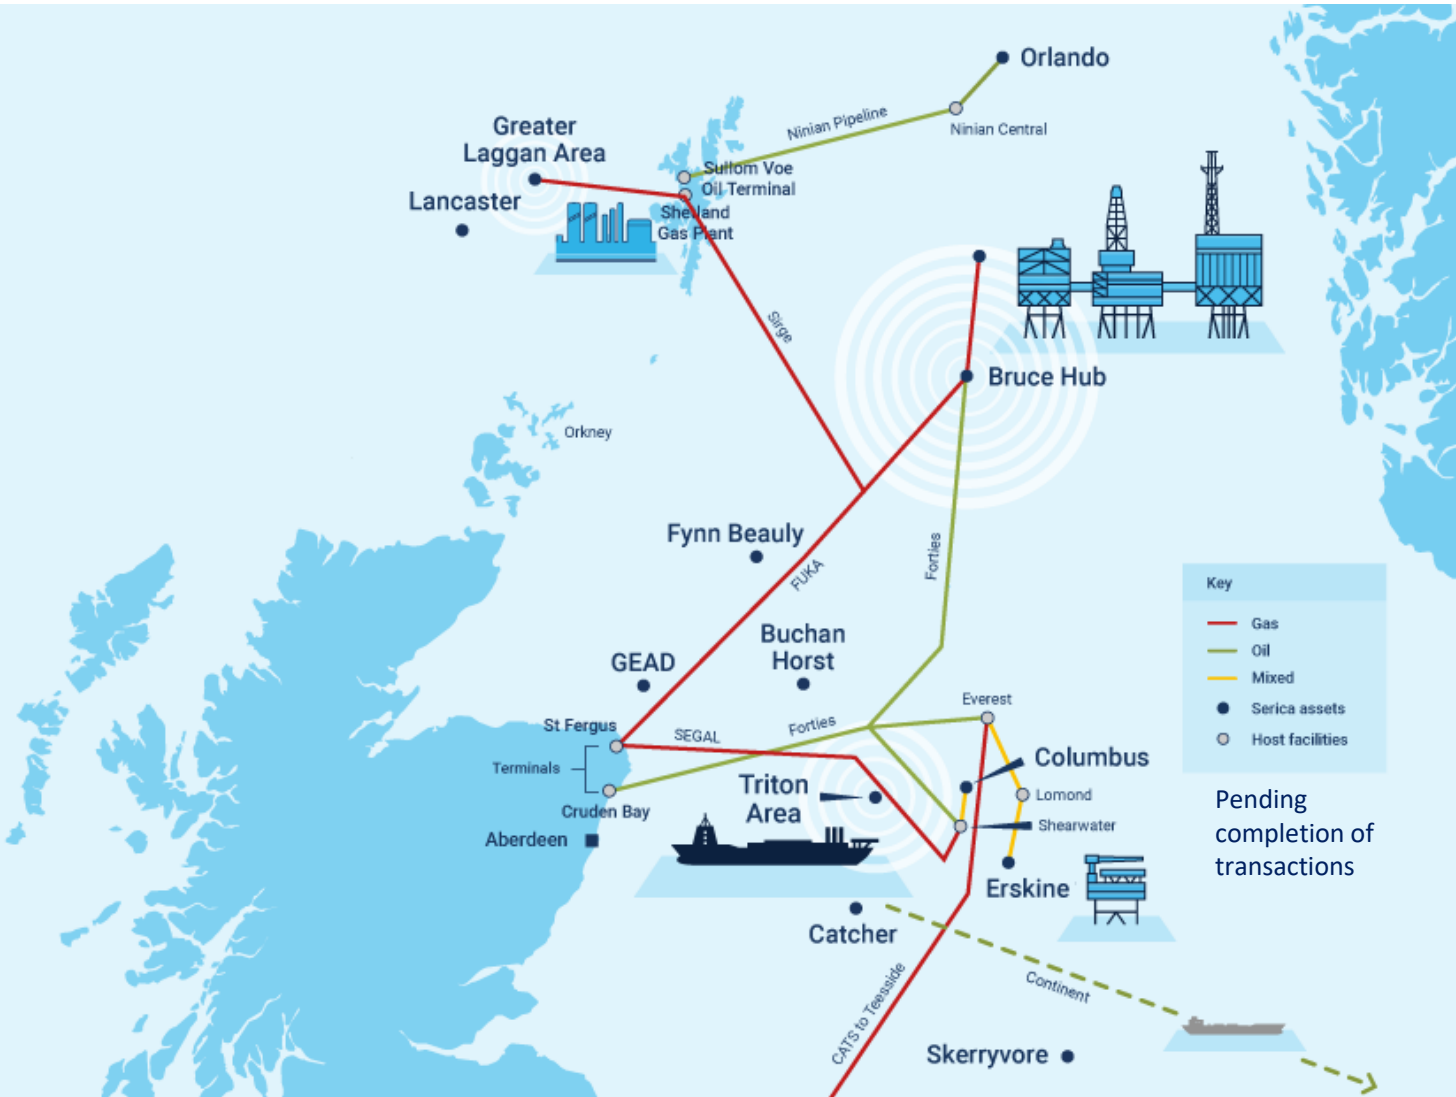 Orlando
Ninian Pipeline
Ninian Central
Greater
Laggan Area
Sullom Voe
Oil Terminal
Lancaster
Shetland
Gas Plant
Sirge
Bruce Hub
Orkney
Fynn Beauly
FUKA
Forties
Key
Gas
Oil
Mixed
Serica assets
Host facilities
Buchan
Horst
GEAD
Everest
St Fergus
SEGAL
Forties
Terminals
Columbus
Triton
Area
Lomond
Cruden Bay
Shearwater
Aberdeen
Pending
completion of
transactions
Erskine
Catcher
Continent
CATS to Teesside
Skerryvore